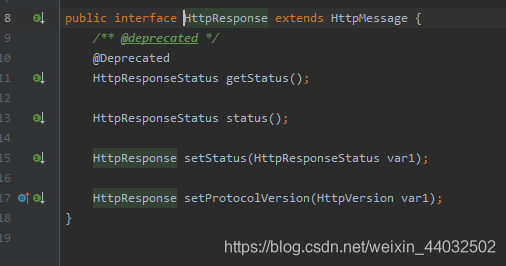 8 public interface HttpResponse extends HttpMessage {
9 /** @deprecated */
10 @Deprecated
11 HttpResponseStatus getStatus();
12
13 HttpResponseStatus status();
14
15 HttpResponse setStatus(HttpResponseStatus var1);
16
17 HttpResponse setProtocolVersion(HttpVersion var1);
18 }
19
https://blog.csdn.net/weixin_44032502